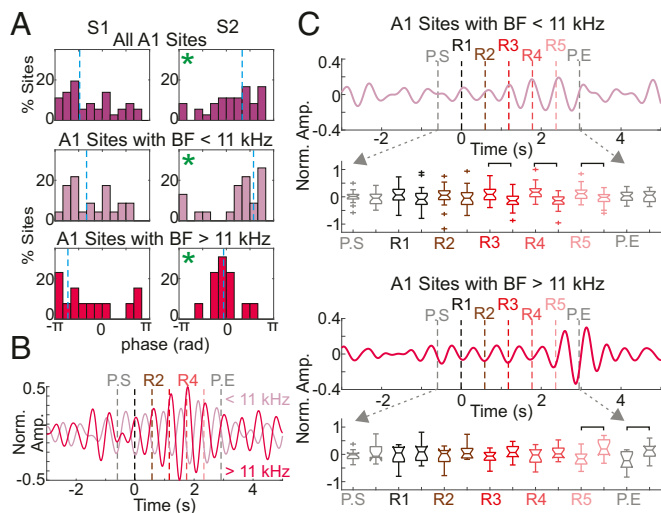 A
S1
S2
All A1 Sites
% Sites
20
0
*
A1 Sites with BF < 11 kHz
% Sites
20
0
*
A1 Sites with BF > 11 kHz
20
0
*
-π 0 π
-π 0 π
phase (rad)
B
Norm. Amp.
0.5
-0.5
P.S R2 R4 P.E
< 11 kHz
> 11 kHz
-2 0 2 4
Time (s)
C
A1 Sites with BF < 11 kHz
Norm. Amp.
0.4
0
-0.4
P.S R1 R2 R3 R4 R5 P.E
-2 0 2 4
Time (s)
1
0
-1
P.S R1 R2 R3 R4 R5 P.E
A1 Sites with BF > 11 kHz
0.4
0
-0.4
P.S R1 R2 R3 R4 R5 P.E
-2 0 2 4
Time (s)
1
0
-1
P.S R1 R2 R3 R4 R5 P.E